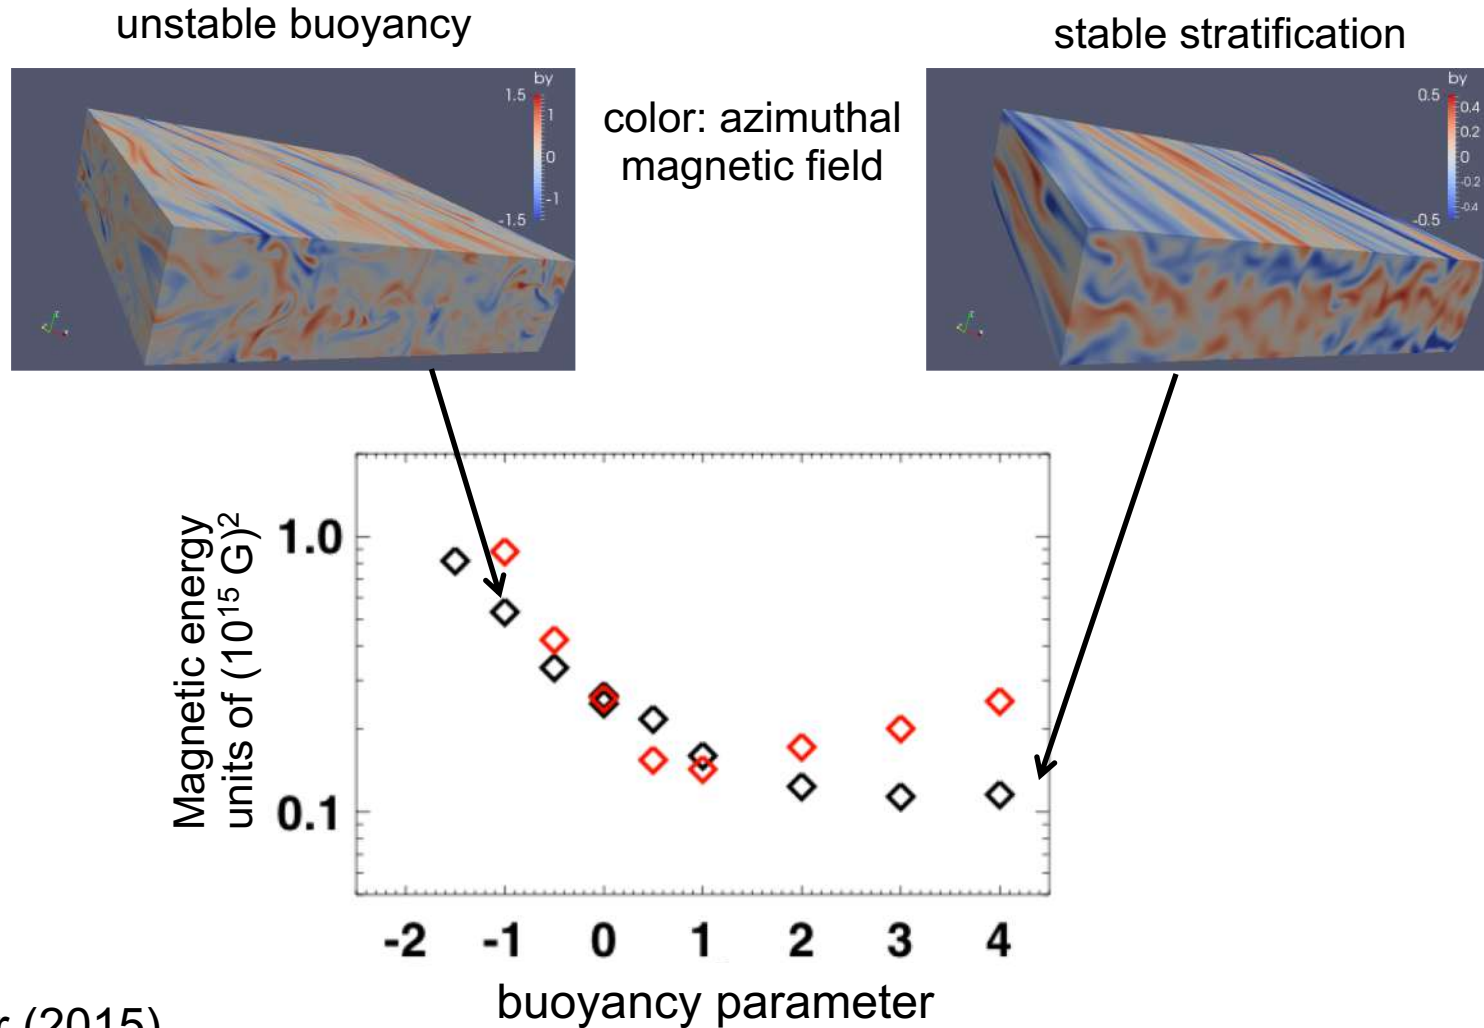 unstable buoyancy
stable stratification
color: azimuthal
magnetic field
by
1.5
1
0
-1
-1.5
by
0.5
0.4
0.2
0
-0.2
-0.4
-0.5
Magnetic energy
units of (10¹⁵ G)²
1.0
0.1
-2 -1 0 1 2 3 4
buoyancy parameter
(2015)